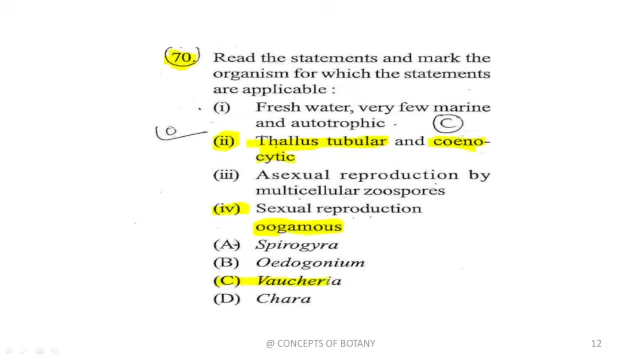 70. Read the statements and mark the
organism for which the statements
are applicable :
(i) Fresh water, very few marine
and autotrophic C
(ii) Thallus tubular and coeno-
cytic
(iii) Asexual reproduction by
multicellular zoospores
(iv) Sexual reproduction
oogamous
(A) Spirogyra
(B) Oedogonium
(C) Vaucheria
(D) Chara
@ CONCEPTS OF BOTANY 12